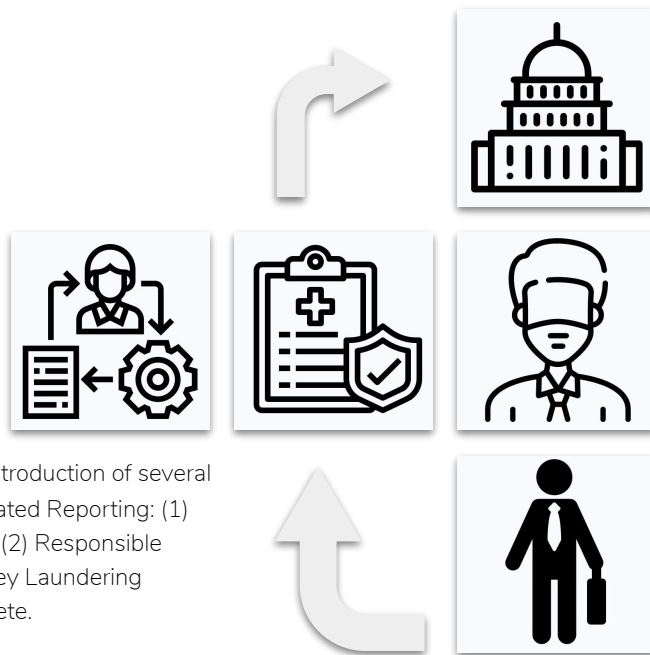 troduction of several
ated Reporting: (1)
(2) Responsible
ey Laundering
ete.